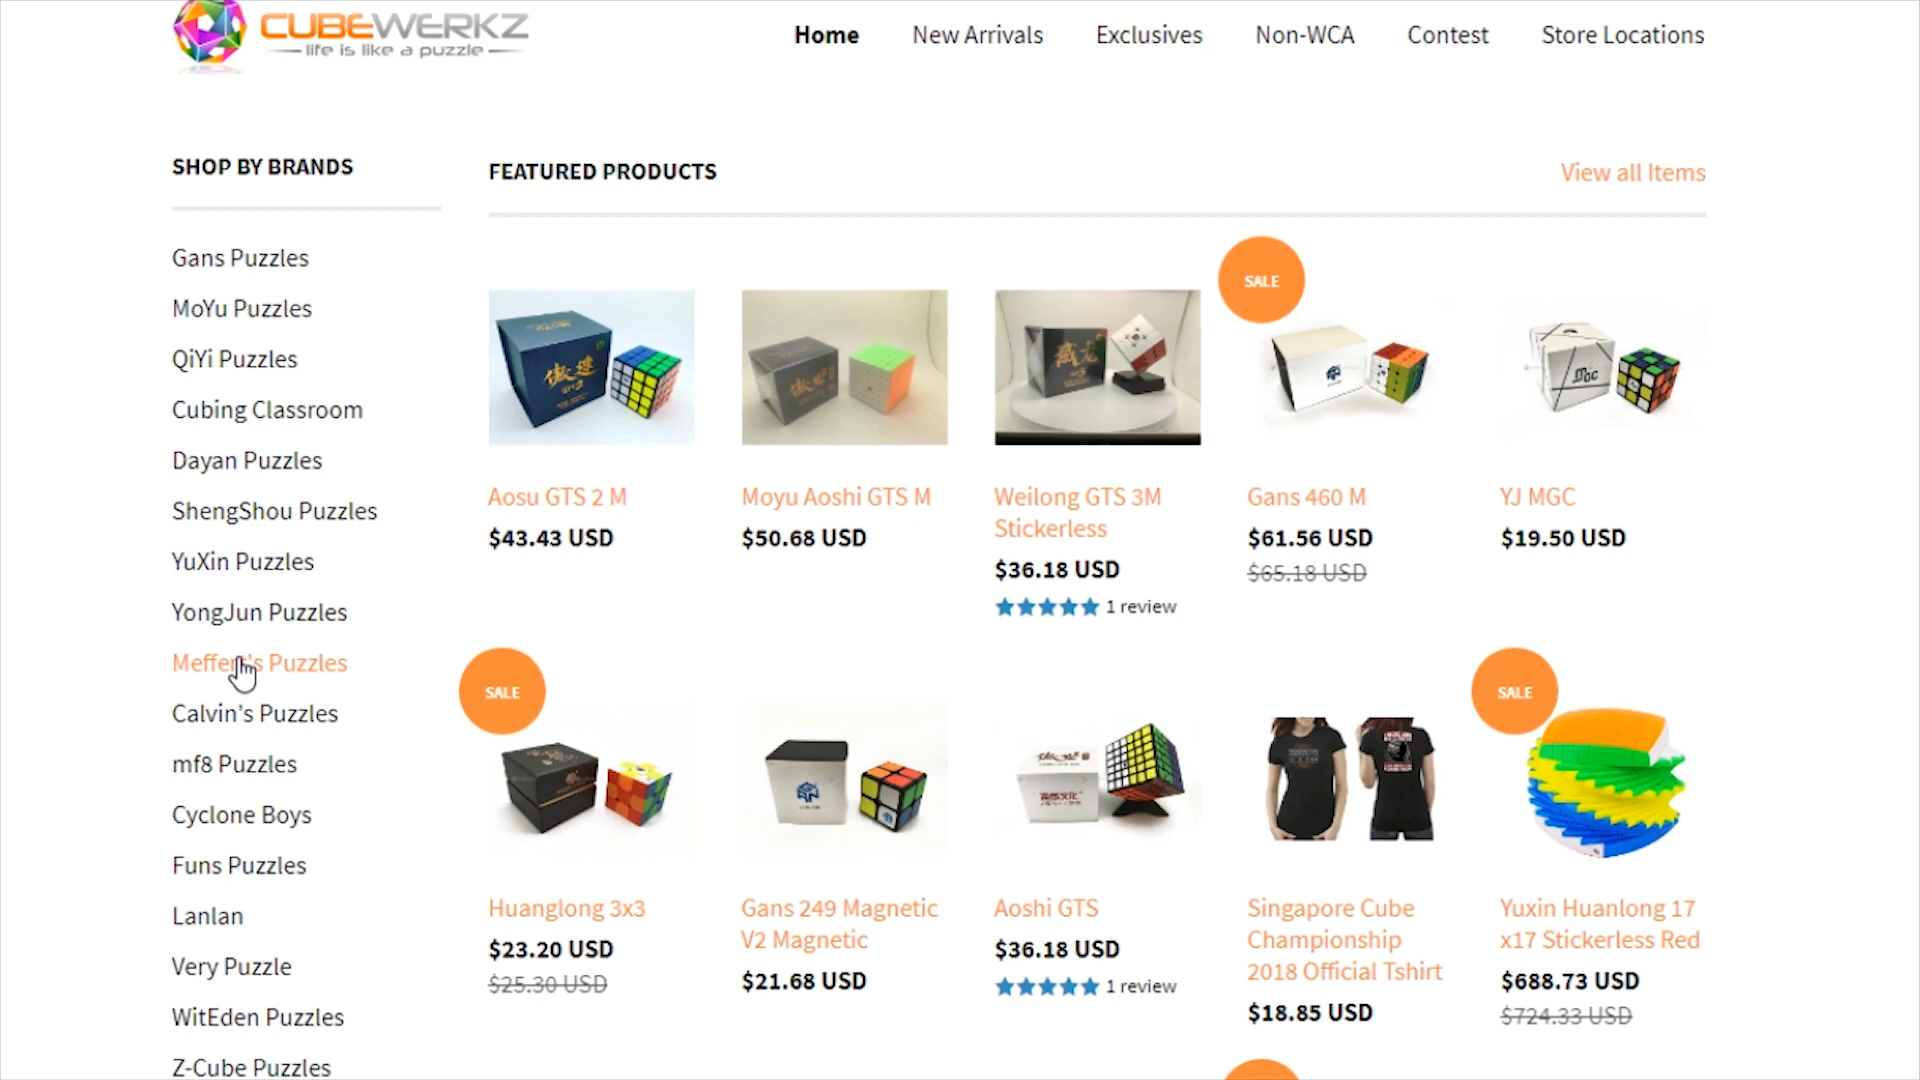 CUBEWERKZ
life is like a puzzle
Home New Arrivals Exclusives Non-WCA Contest Store Locations
SHOP BY BRANDS
Gans Puzzles
MoYu Puzzles
QiYi Puzzles
Cubing Classroom
Dayan Puzzles
ShengShou Puzzles
YuXin Puzzles
YongJun Puzzles
Meffert's Puzzles
Calvin's Puzzles
mf8 Puzzles
Cyclone Boys
Funs Puzzles
Lanlan
Very Puzzle
WitEden Puzzles
Z-Cube Puzzles
FEATURED PRODUCTS
View all Items
Aosu GTS 2 M
$43.43 USD
Moyu Aoshi GTS M
$50.68 USD
Weilong GTS 3M
Stickerless
$36.18 USD
1 review
SALE
Gans 460 M
$61.56 USD
$65.18 USD
MGC
YJ MGC
$19.50 USD
SALE
Huanglong 3x3
$23.20 USD
$25.30 USD
Gans 249 Magnetic
V2 Magnetic
$21.68 USD
Aoshi GTS
$36.18 USD
1 review
Singapore Cube
Championship
2018 Official Tshirt
$18.85 USD
SALE
Yuxin Huanlong 17
x17 Stickerless Red
$688.73 USD
$724.33 USD